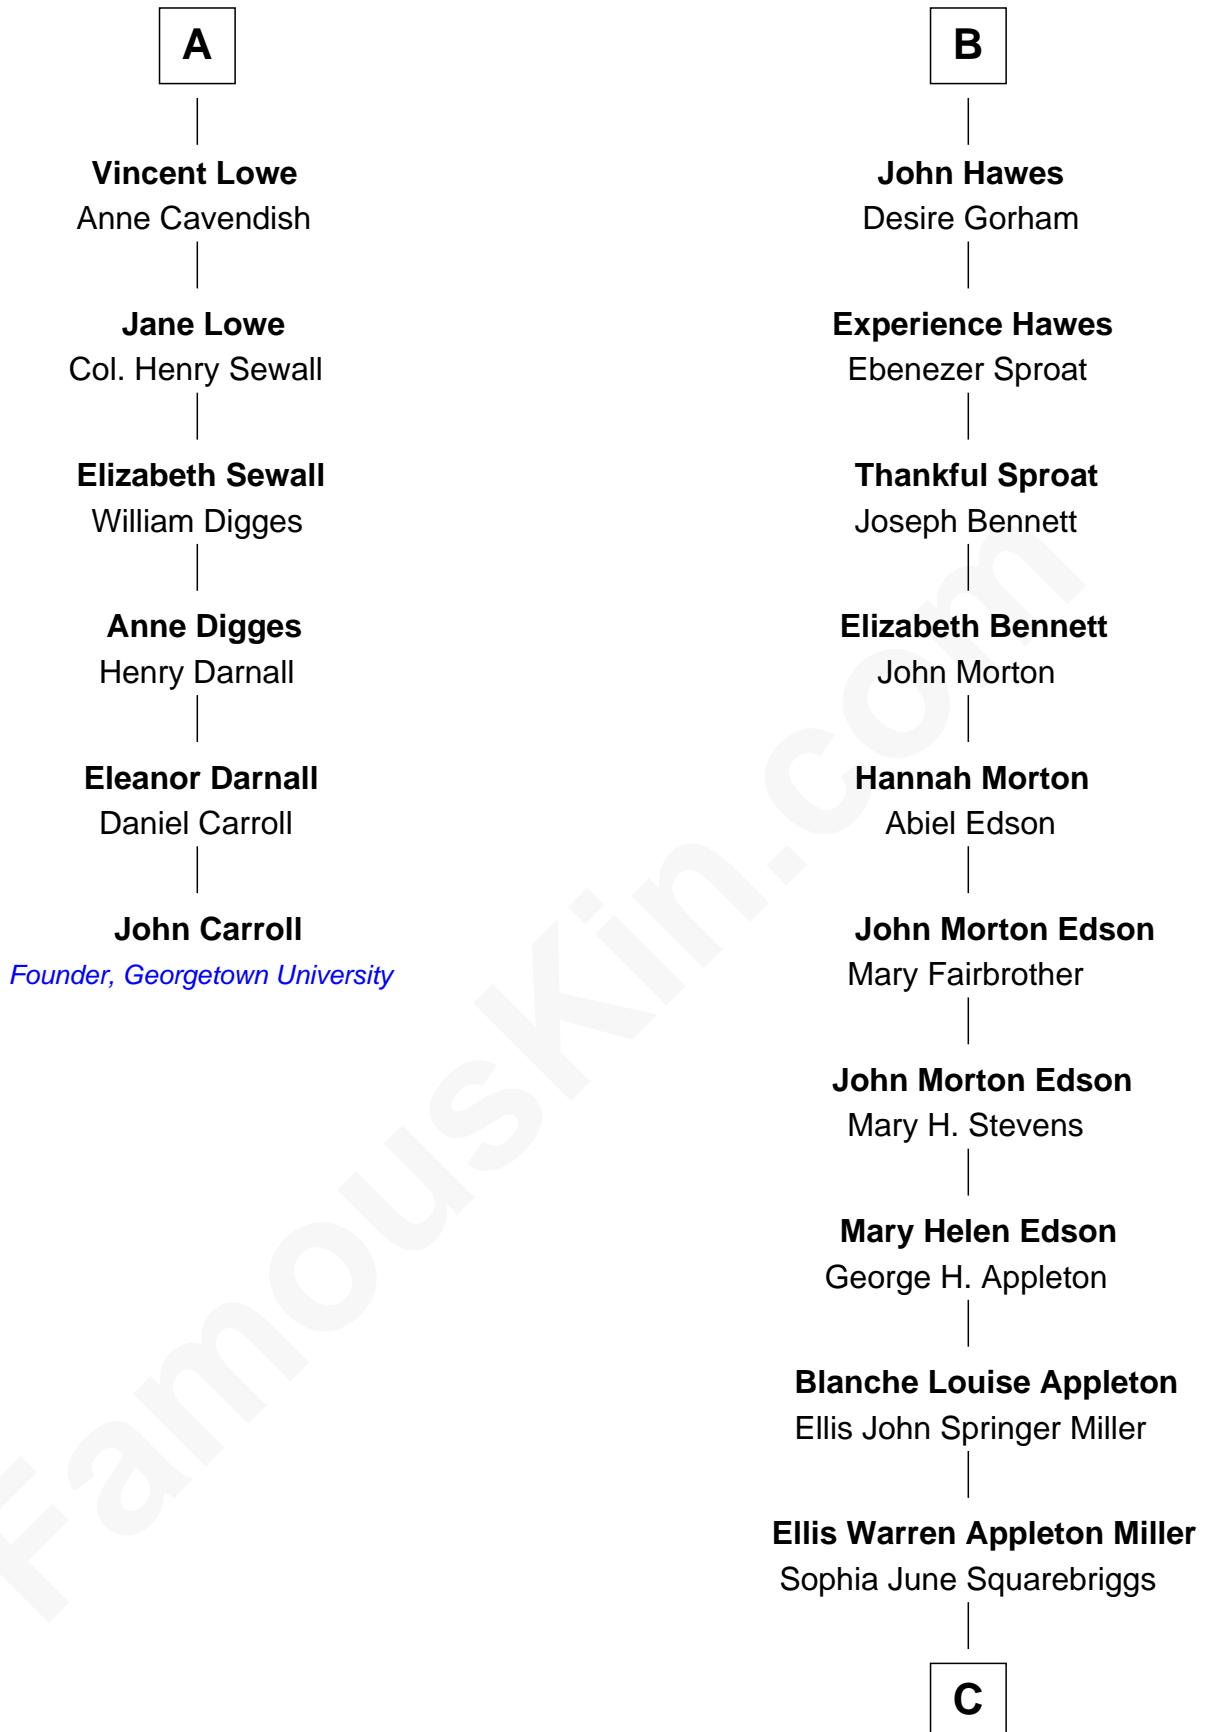 A
Vincent Lowe
Anne Cavendish
Jane Lowe
Col. Henry Sewall
Elizabeth Sewall
William Digges
Anne Digges
Henry Darnall
Eleanor Darnall
Daniel Carroll
John Carroll
Founder, Georgetown University
B
John Hawes
Desire Gorham
Experience Hawes
Ebenezer Sproat
Thankful Sproat
Joseph Bennett
Elizabeth Bennett
John Morton
Hannah Morton
Abiel Edson
John Morton Edson
Mary Fairbrother
John Morton Edson
Mary H. Stevens
Mary Helen Edson
George H. Appleton
Blanche Louise Appleton
Ellis John Springer Miller
Ellis Warren Appleton Miller
Sophia June Squarebriggs
C
FamousKin.com